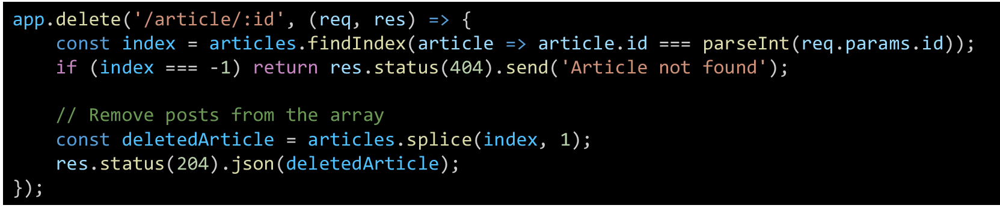 app.delete('/article/:id', (req, res) => {
    const index = articles.findIndex(article => article.id === parseInt(req.params.id));
    if (index === -1) return res.status(404).send('Article not found');

    // Remove posts from the array
    const deletedArticle = articles.splice(index, 1);
    res.status(204).json(deletedArticle);
});